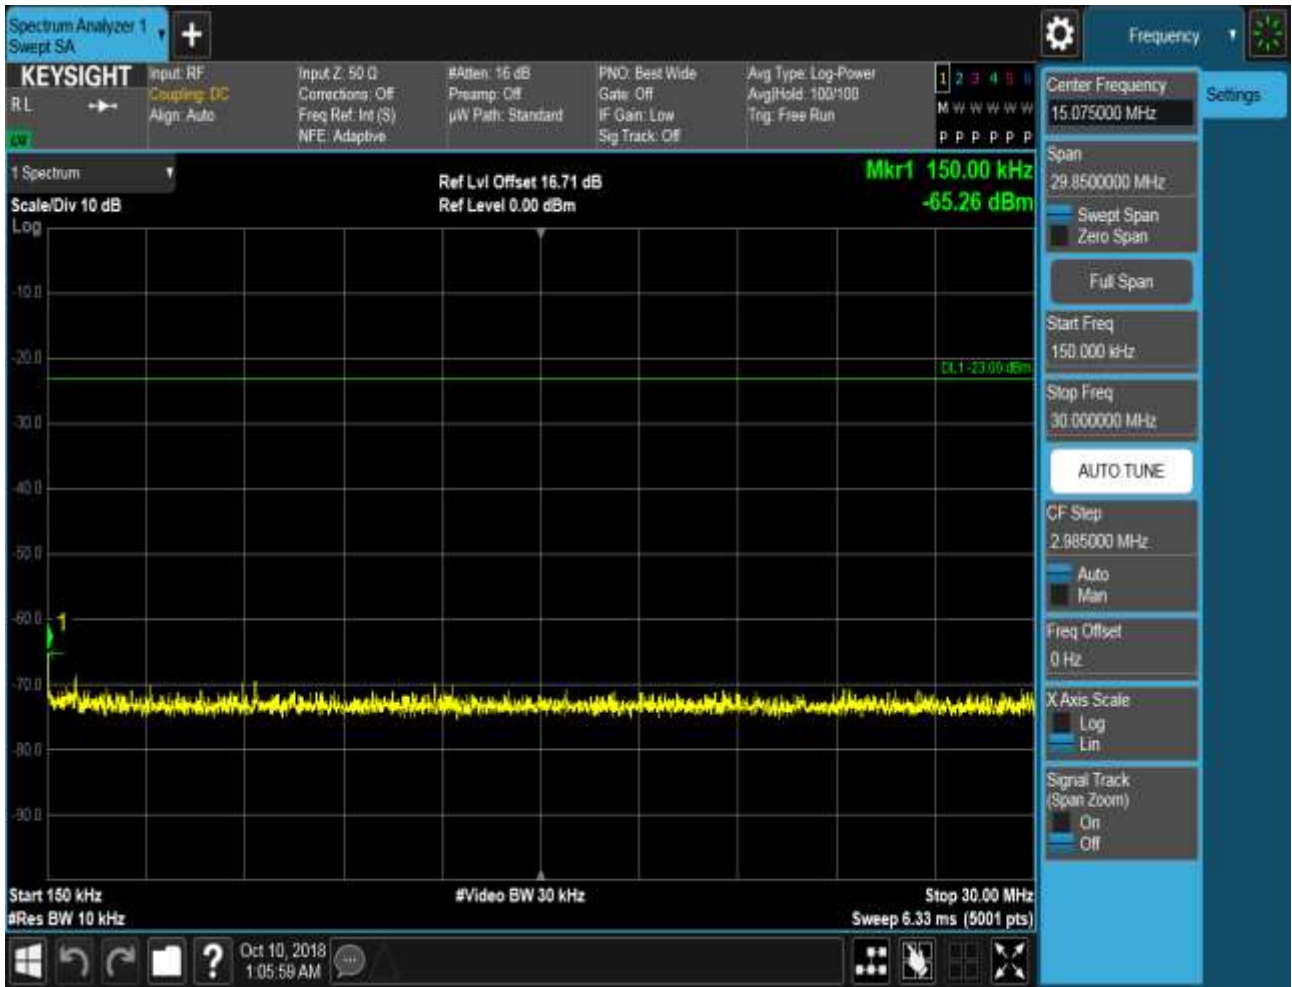 Spectrum Analyzer 1
Swept SA
Frequency
KEYSIGHT
RL
Input: RF
Coupling: DC
Align: Auto
Input Z: 50 Ω
Corrections: Off
Freq Ref: Int (S)
NFE: Adaptive
#Atten: 16 dB
Preamp: Off
µW Path: Standard
PNO: Best Wide
Gate: Off
IF Gain: Low
Sig Track: Off
Avg Type: Log-Power
Avg|Hold: 100/100
Trig: Free Run
1 2 3 4 5 6
M W W W W W
P P P P P P
1 Spectrum
Scale/Div 10 dB
Log
Ref Lvl Offset 16.71 dB
Ref Level 0.00 dBm
Mkr1 150.00 kHz
-65.26 dBm
-10.0
-20.0
DL1 -23.00 dBm
-30.0
-40.0
-50.0
-60.0
1
-70.0
-80.0
-90.0
Start 150 kHz
#Res BW 10 kHz
#Video BW 30 kHz
Stop 30.00 MHz
Sweep 6.33 ms (5001 pts)
Center Frequency
15.075000 MHz
Settings
Span
29.8500000 MHz
Swept Span
Zero Span
Full Span
Start Freq
150.000 kHz
Stop Freq
30.000000 MHz
AUTO TUNE
CF Step
2.985000 MHz
Auto
Man
Freq Offset
0 Hz
X Axis Scale
Log
Lin
Signal Track
(Span Zoom)
On
Off
?
Oct 10, 2018
1:05:59 AM